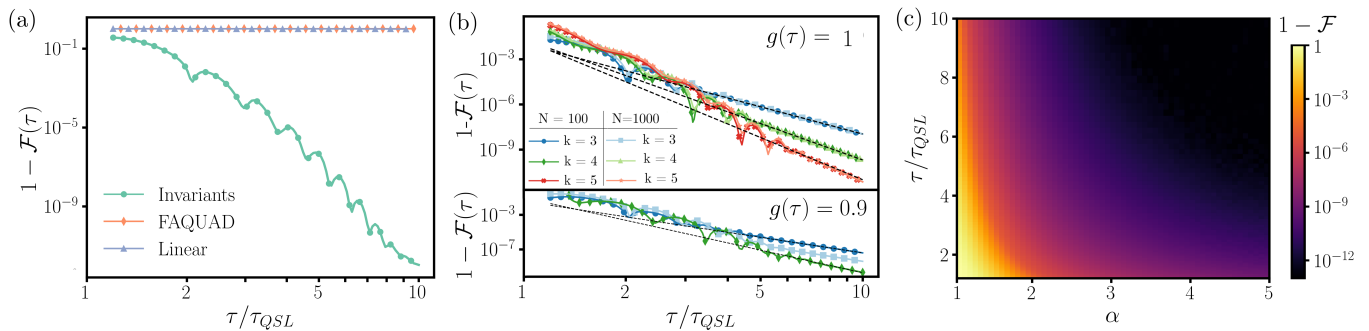 (a)
1 − F(τ)
10⁻¹
10⁻⁵
10⁻⁹
Invariants
FAQUAD
Linear
1
2
5
10
τ/τ_QSL
(b)
g(τ) = 1
1-F(τ)
10⁻³
10⁻⁶
10⁻⁹
N = 100 N=1000
k = 3 k = 3
k = 4 k = 4
k = 5 k = 5
g(τ) = 0.9
1 − F(τ)
10⁻³
10⁻⁷
1
2
5
10
τ/τ_QSL
(c)
τ/τ_QSL
10
8
6
4
2
1
2
3
4
5
α
1 − F
1
10⁻³
10⁻⁶
10⁻⁹
10⁻¹²